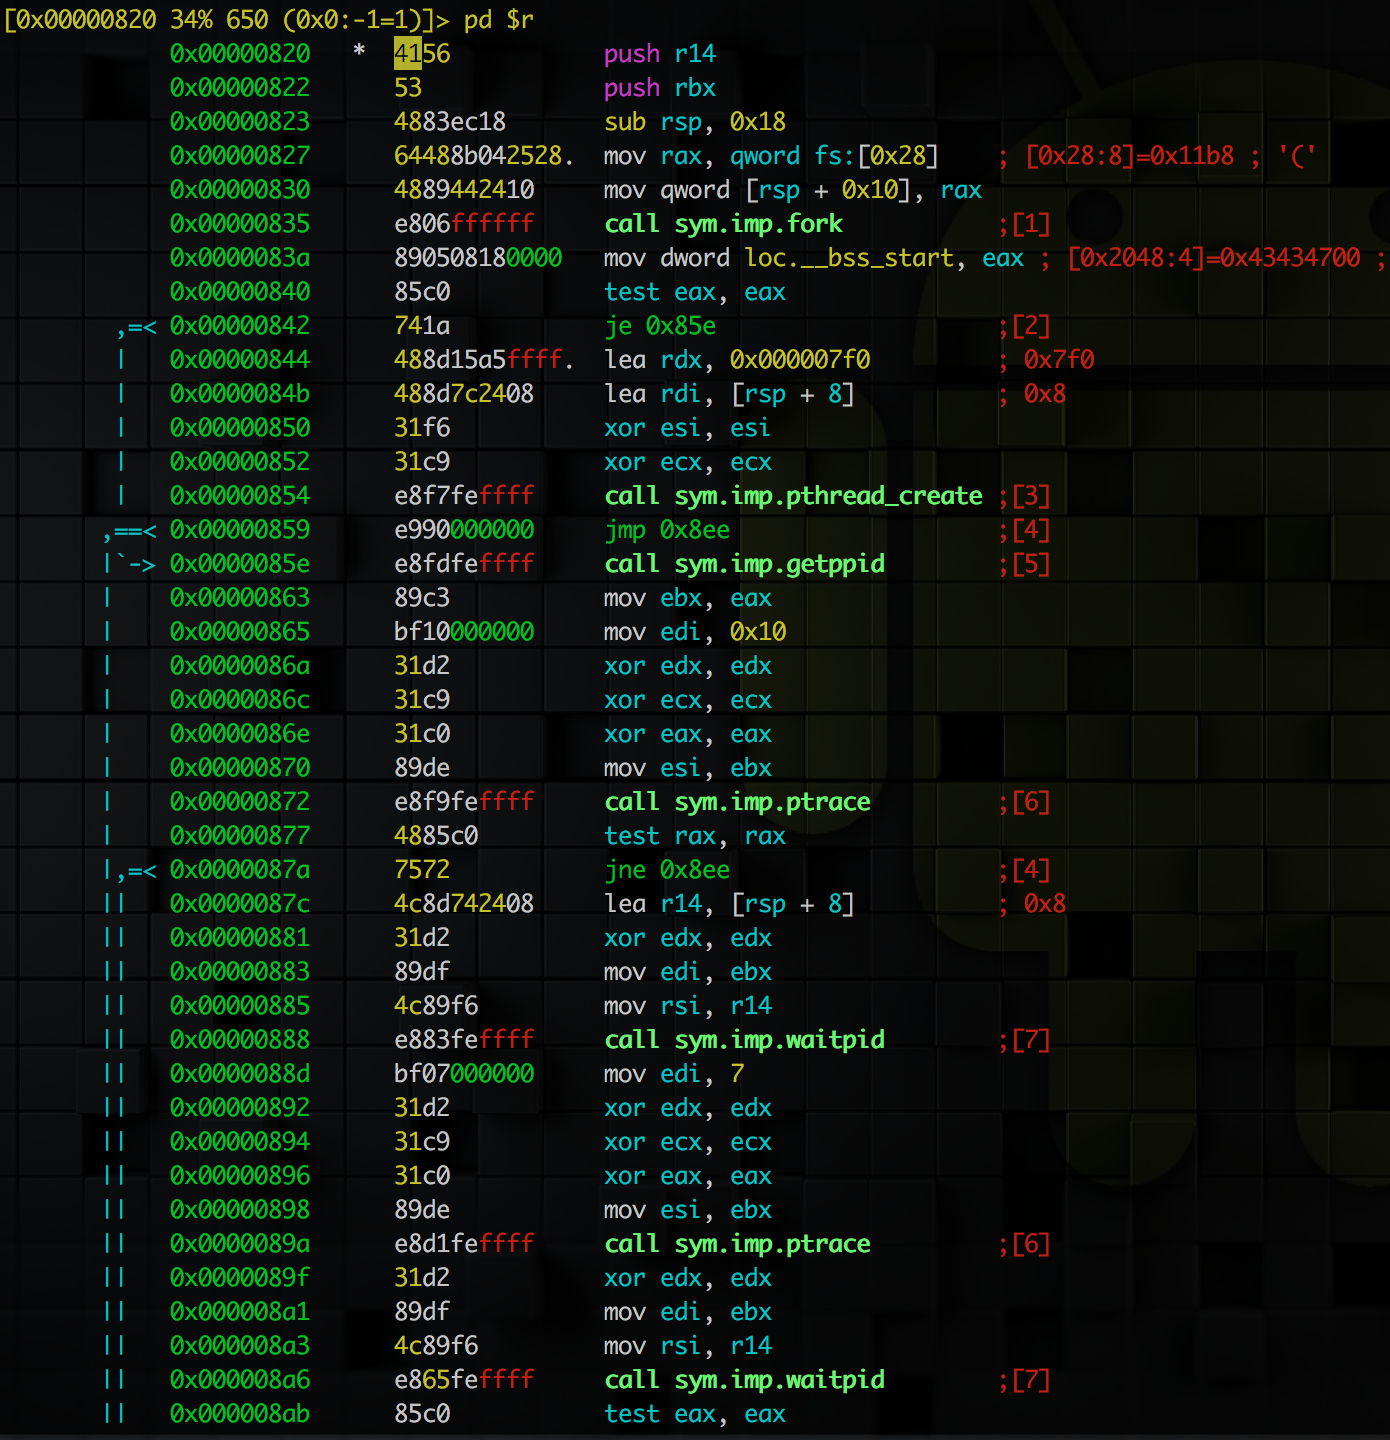 [0x00000820 34% 650 (0x0:-1=1)]> pd $r
0x00000820 * 4156 push r14
0x00000822 53 push rbx
0x00000823 4883ec18 sub rsp, 0x18
0x00000827 64488b042528. mov rax, qword fs:[0x28] ; [0x28:8]=0x11b8 ; '('
0x00000830 4889442410 mov qword [rsp + 0x10], rax
0x00000835 e806ffffff call sym.imp.fork ;[1]
0x0000083a 890508180000 mov dword loc.__bss_start, eax ; [0x2048:4]=0x43434700 ;
0x00000840 85c0 test eax, eax
,=< 0x00000842 741a je 0x85e ;[2]
| 0x00000844 488d15a5ffff. lea rdx, 0x000007f0 ; 0x7f0
| 0x0000084b 488d7c2408 lea rdi, [rsp + 8] ; 0x8
| 0x00000850 31f6 xor esi, esi
| 0x00000852 31c9 xor ecx, ecx
| 0x00000854 e8f7feffff call sym.imp.pthread_create ;[3]
,==< 0x00000859 e990000000 jmp 0x8ee ;[4]
|`-> 0x0000085e e8fdfeffff call sym.imp.getppid ;[5]
| 0x00000863 89c3 mov ebx, eax
| 0x00000865 bf10000000 mov edi, 0x10
| 0x0000086a 31d2 xor edx, edx
| 0x0000086c 31c9 xor ecx, ecx
| 0x0000086e 31c0 xor eax, eax
| 0x00000870 89de mov esi, ebx
| 0x00000872 e8f9feffff call sym.imp.ptrace ;[6]
| 0x00000877 4885c0 test rax, rax
|,=< 0x0000087a 7572 jne 0x8ee ;[4]
|| 0x0000087c 4c8d742408 lea r14, [rsp + 8] ; 0x8
|| 0x00000881 31d2 xor edx, edx
|| 0x00000883 89df mov edi, ebx
|| 0x00000885 4c89f6 mov rsi, r14
|| 0x00000888 e883feffff call sym.imp.waitpid ;[7]
|| 0x0000088d bf07000000 mov edi, 7
|| 0x00000892 31d2 xor edx, edx
|| 0x00000894 31c9 xor ecx, ecx
|| 0x00000896 31c0 xor eax, eax
|| 0x00000898 89de mov esi, ebx
|| 0x0000089a e8d1feffff call sym.imp.ptrace ;[6]
|| 0x0000089f 31d2 xor edx, edx
|| 0x000008a1 89df mov edi, ebx
|| 0x000008a3 4c89f6 mov rsi, r14
|| 0x000008a6 e865feffff call sym.imp.waitpid ;[7]
|| 0x000008ab 85c0 test eax, eax